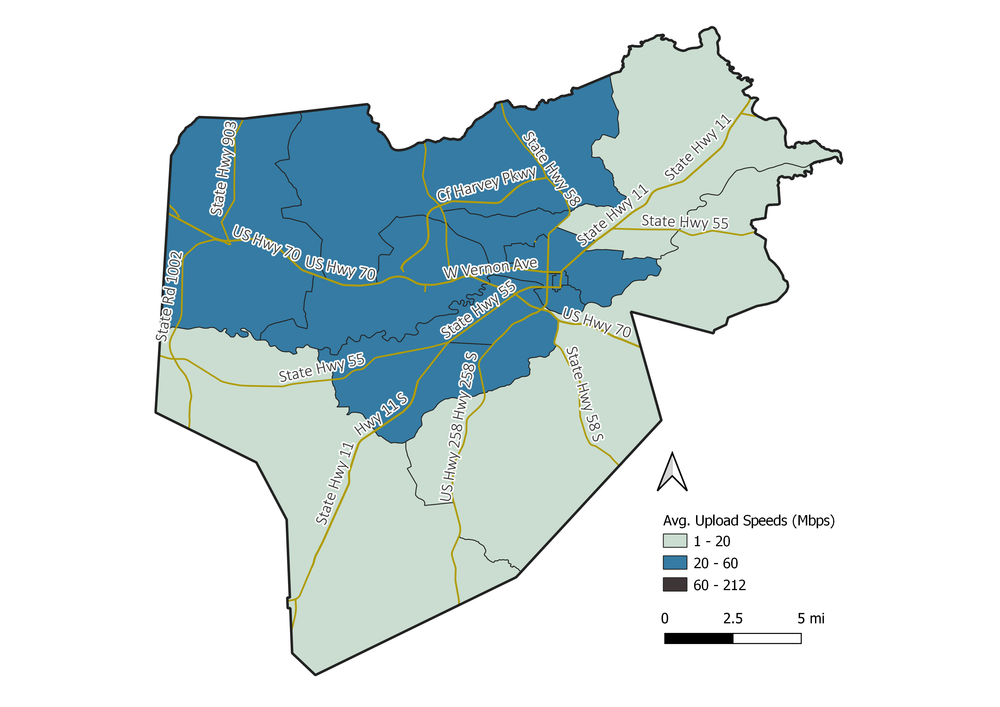 State Hwy 903
State Hwy 11
State Hwy 58
Cf Harvey Pkwy
State Hwy 11
State Hwy 55
US Hwy 70
US Hwy 70
W Vernon Ave
State Rd 1002
State Hwy 55
US Hwy 70
State Hwy 55
State Hwy 58 S
US Hwy 258 Hwy 258 S
Hwy 11 S
State Hwy 11
Avg. Upload Speeds (Mbps)
1 - 20
20 - 60
60 - 212
0 2.5 5 mi